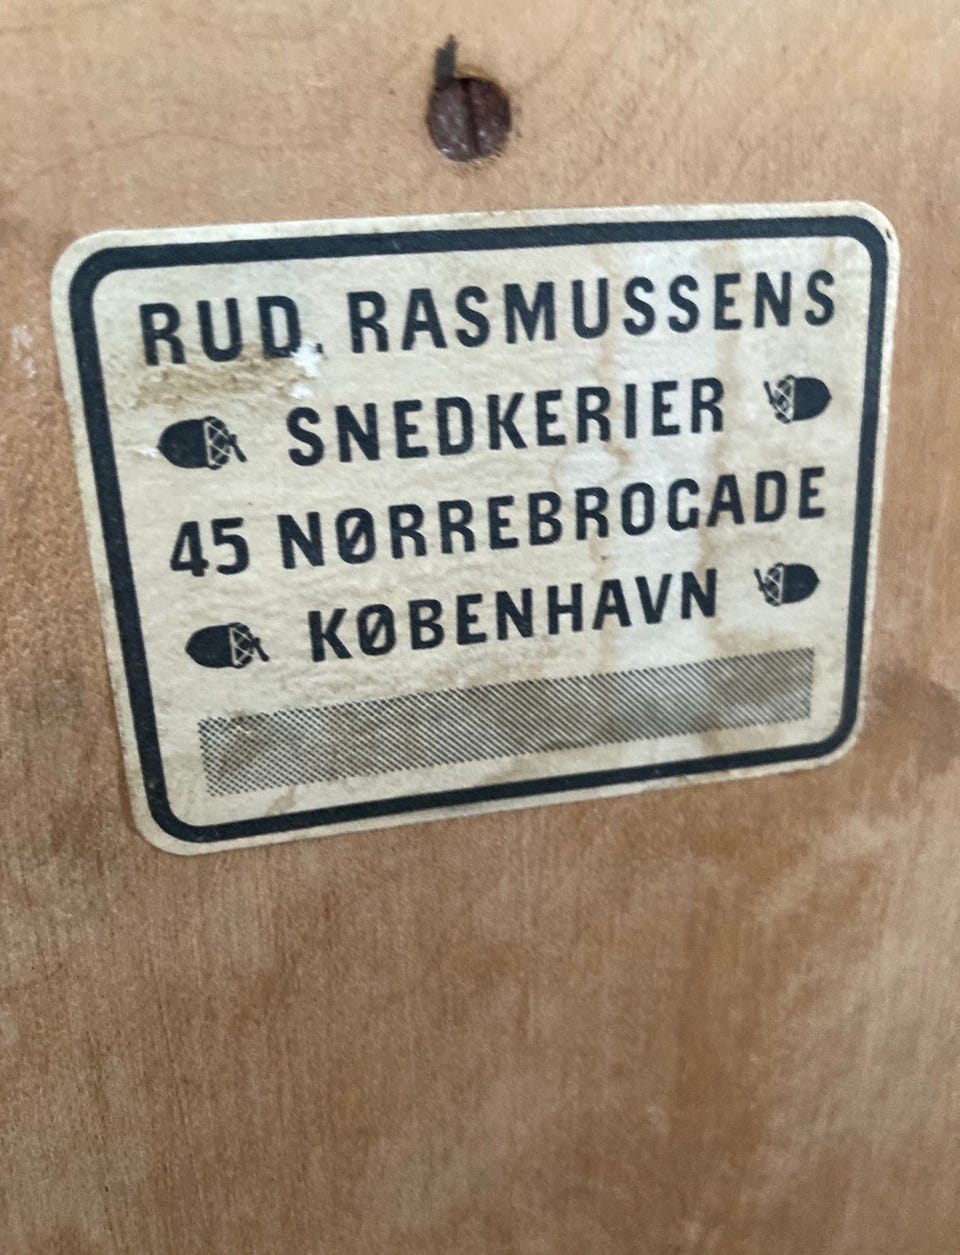 RUD. RASMUSSENS
SNEDKERIER
45 NØRREBROGADE
KØBENHAVN